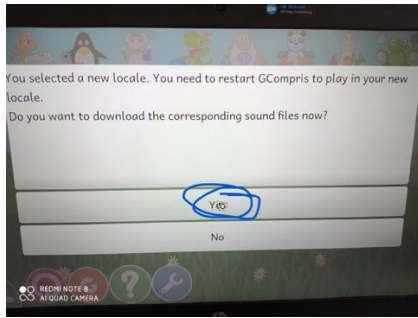 You selected a new locale. You need to restart GCompris to play in your new
locale.
Do you want to download the corresponding sound files now?
Yes
No
?
REDMI NOTE 8
AI QUAD CAMERA